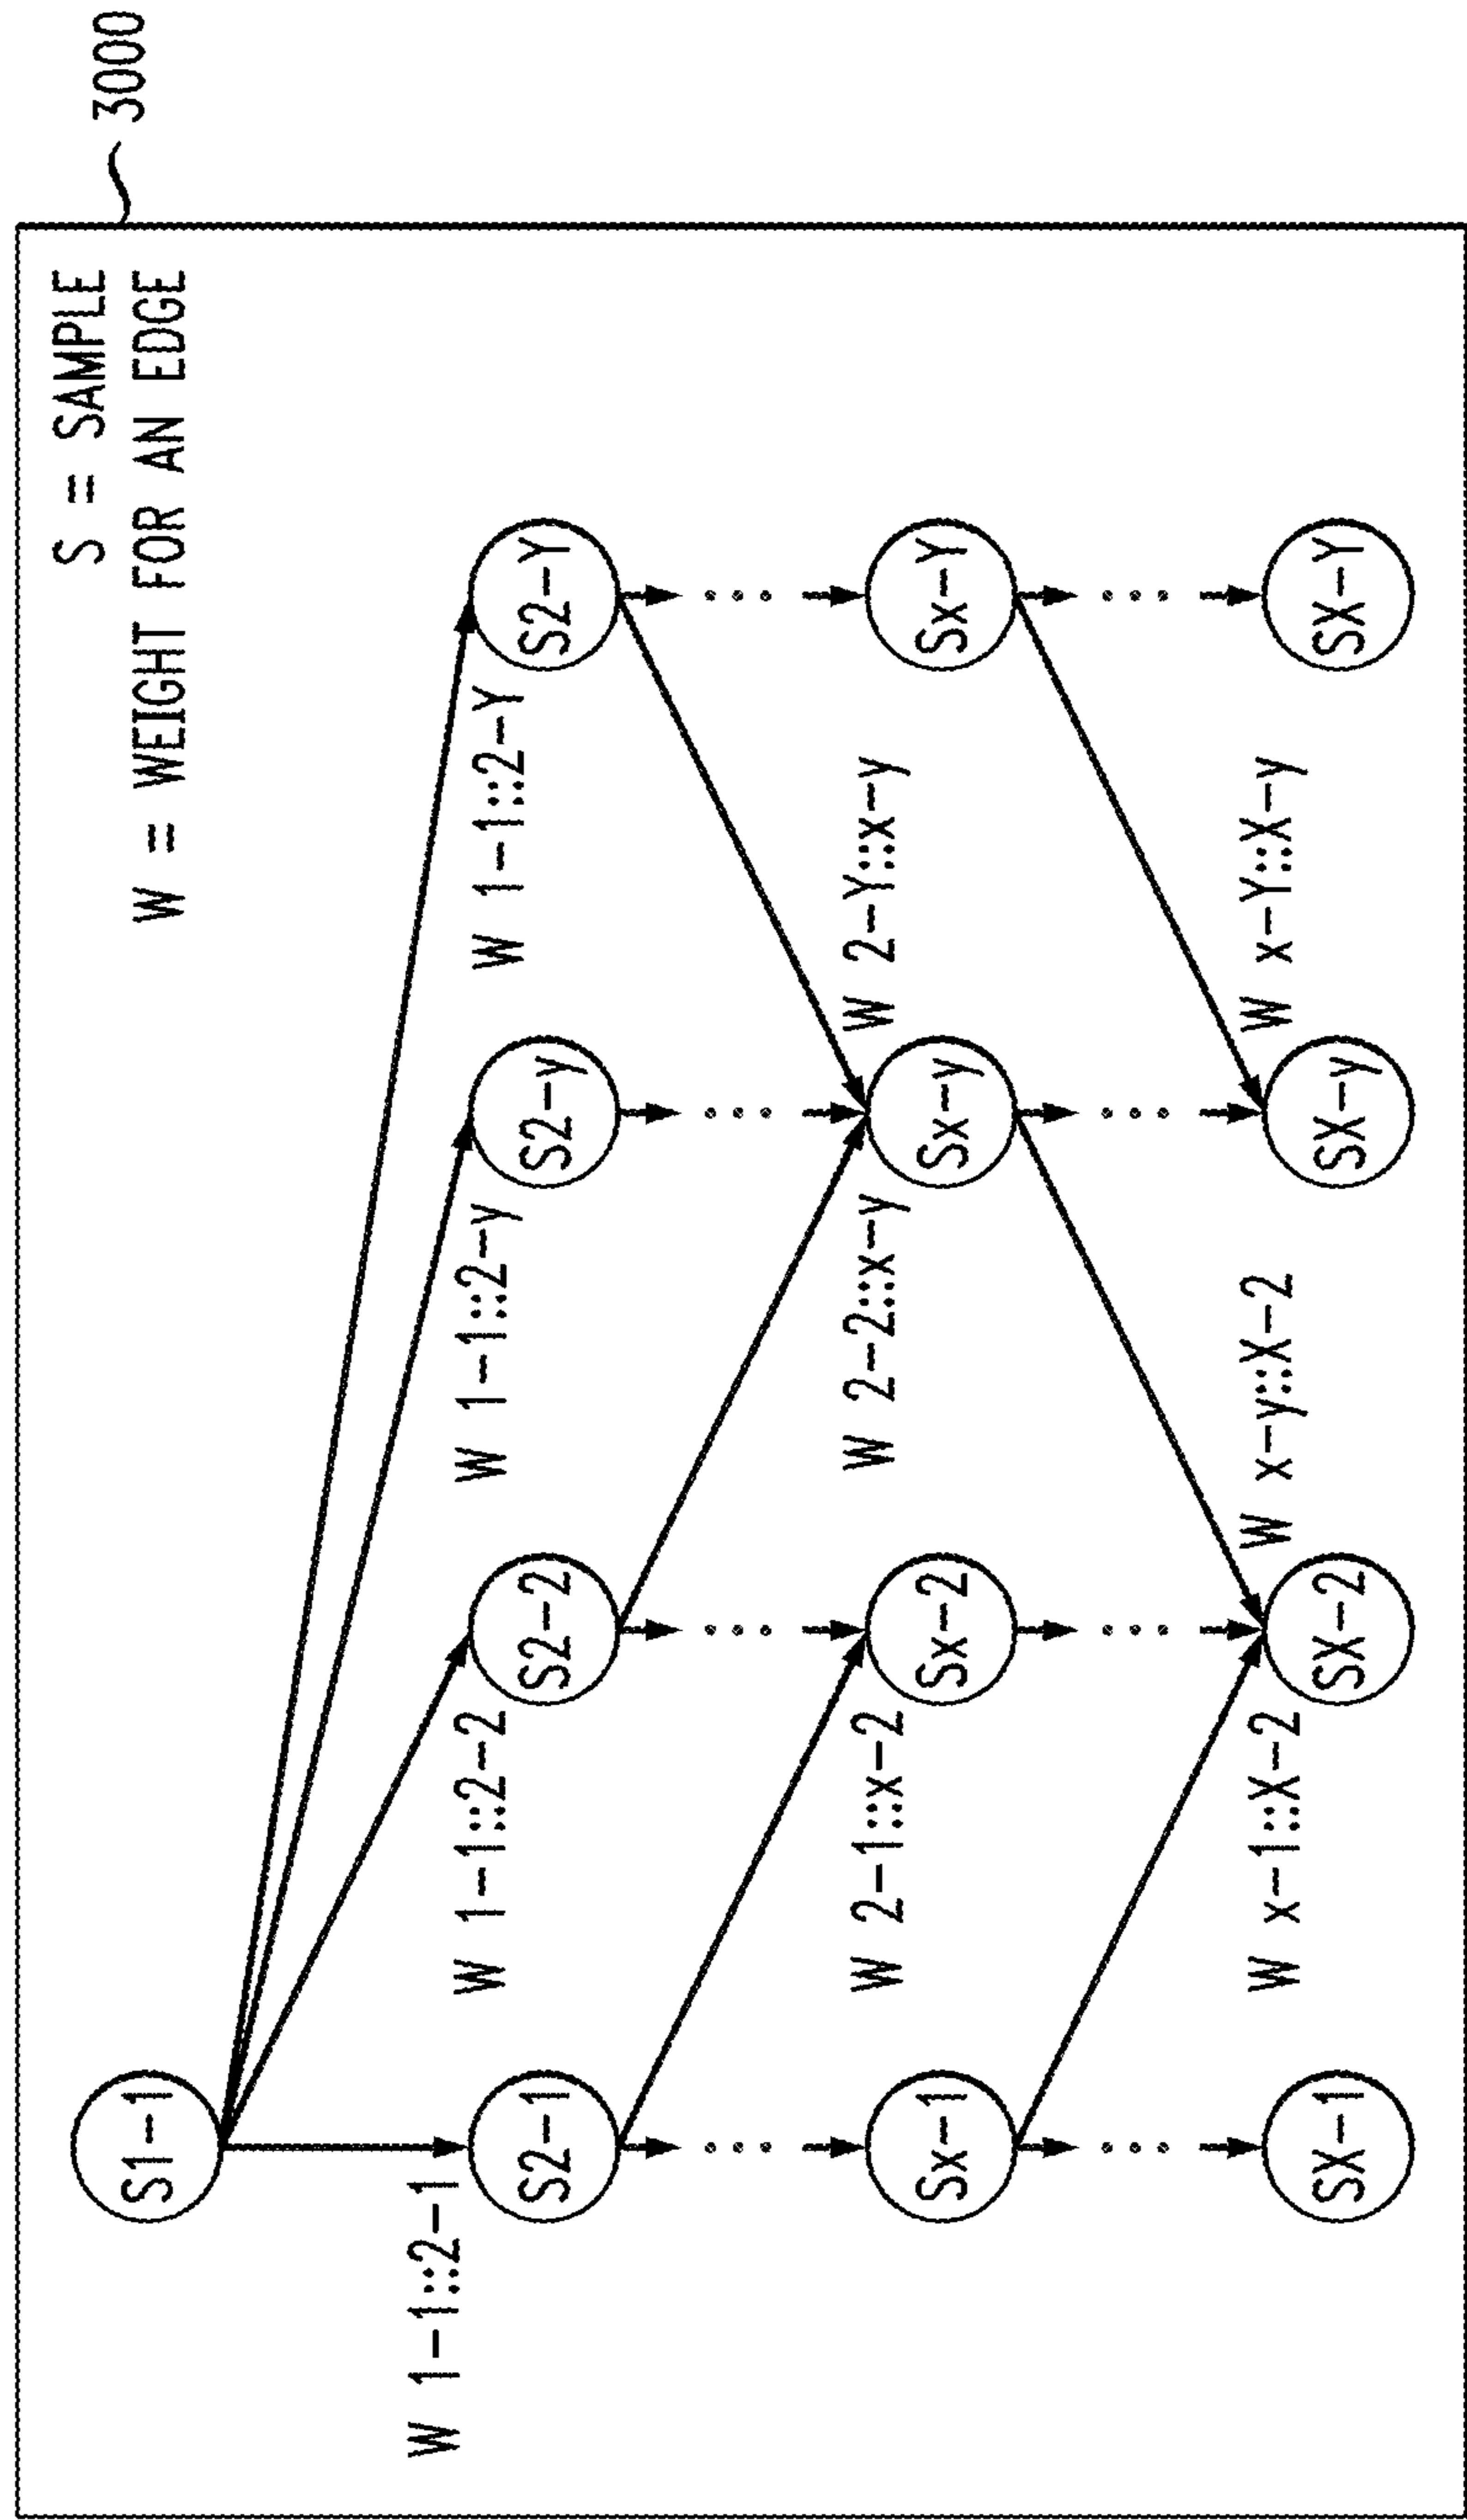 3000
S = SAMPLE
W = WEIGHT FOR AN EDGE
S1-1
W 1-1::2-1
W 1-1::2-2
W 1-1::2-y
W 1-1::2-Y
S2-1
S2-2
S2-y
S2-Y
W 2-1::x-2
W 2-2::x-y
W 2-Y::x-y
Sx-1
Sx-2
Sx-y
Sx-Y
W x-1::X-2
W x-y::X-2
W x-Y::X-y
SX-1
SX-2
SX-y
SX-Y